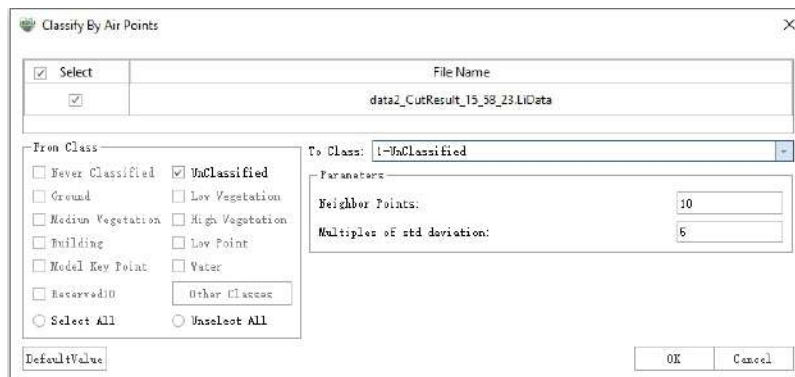 Classify By Air Points
Select File Name
data2_CutResult_15_58_23.LiData
From Class
Never Classified UnClassified
Ground Low Vegetation
Medium Vegetation High Vegetation
Building Low Point
Model Key Point Water
Reserved10 Other Classes
Select All Unselect All
To Class: 1-UnClassified
Parameters
Neighbor Points: 10
Multiples of std deviation: 5
DefaultValue OK Cancel